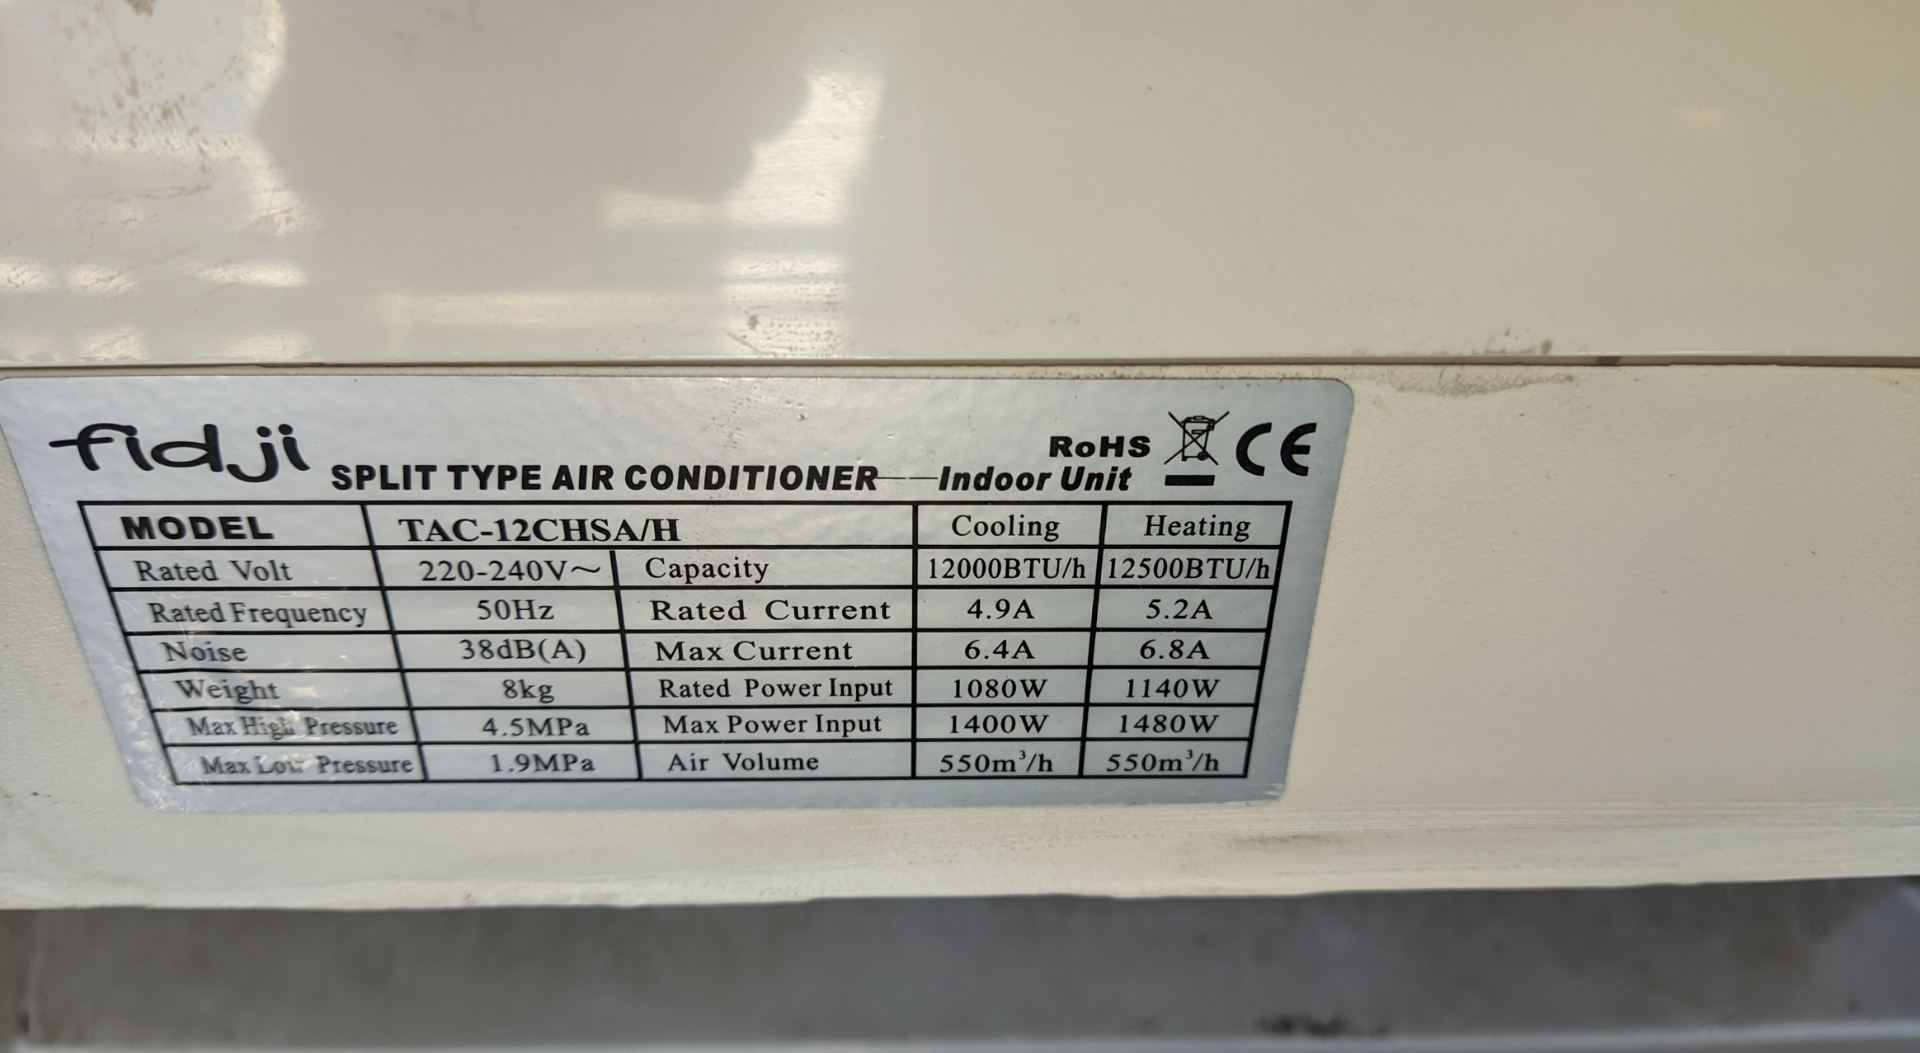 fidji
RoHS CE
SPLIT TYPE AIR CONDITIONER——Indoor Unit
MODEL TAC-12CHSA/H Cooling Heating
Rated Volt 220-240V~ Capacity 12000BTU/h 12500BTU/h
Rated Frequency 50Hz Rated Current 4.9A 5.2A
Noise 38dB(A) Max Current 6.4A 6.8A
Weight 8kg Rated Power Input 1080W 1140W
Max High Pressure 4.5MPa Max Power Input 1400W 1480W
Max Low Pressure 1.9MPa Air Volume 550m³/h 550m³/h